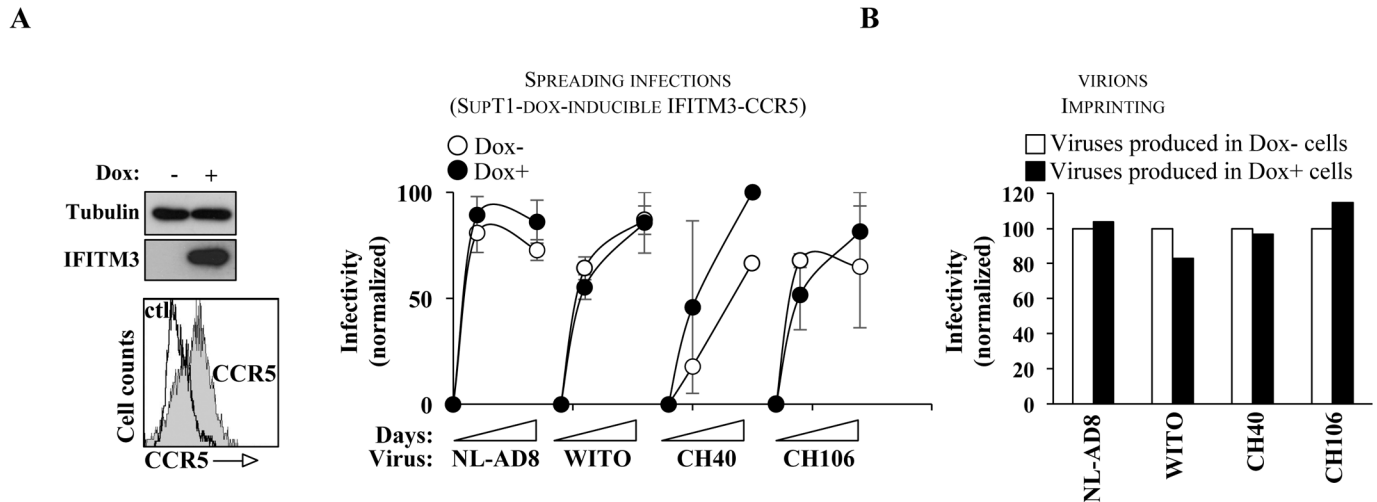 A
Dox: - +
Tubulin
IFITM3
ctl
CCR5
Cell counts
CCR5
SPREADING INFECTIONS
(SUPT1-DOX-INDUCIBLE IFITM3-CCR5)
Dox-
Dox+
Infectivity
(normalized)
100
50
0
Days:
Virus: NL-AD8 WITO CH40 CH106
B
VIRIONS
IMPRINTING
Viruses produced in Dox- cells
Viruses produced in Dox+ cells
Infectivity
(normalized)
120
100
80
60
40
20
0
NL-AD8
WITO
CH40
CH106